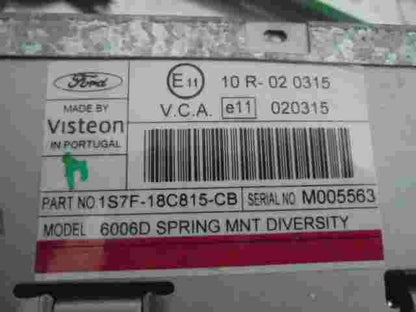 Ford
E11 10 R- 02 0315
MADE BY
Visteon
IN PORTUGAL
V.C.A. e11 020315
PART NO 1S7F-18C815-CB SERIAL NO M005563
MODEL 6006D SPRING MNT DIVERSITY